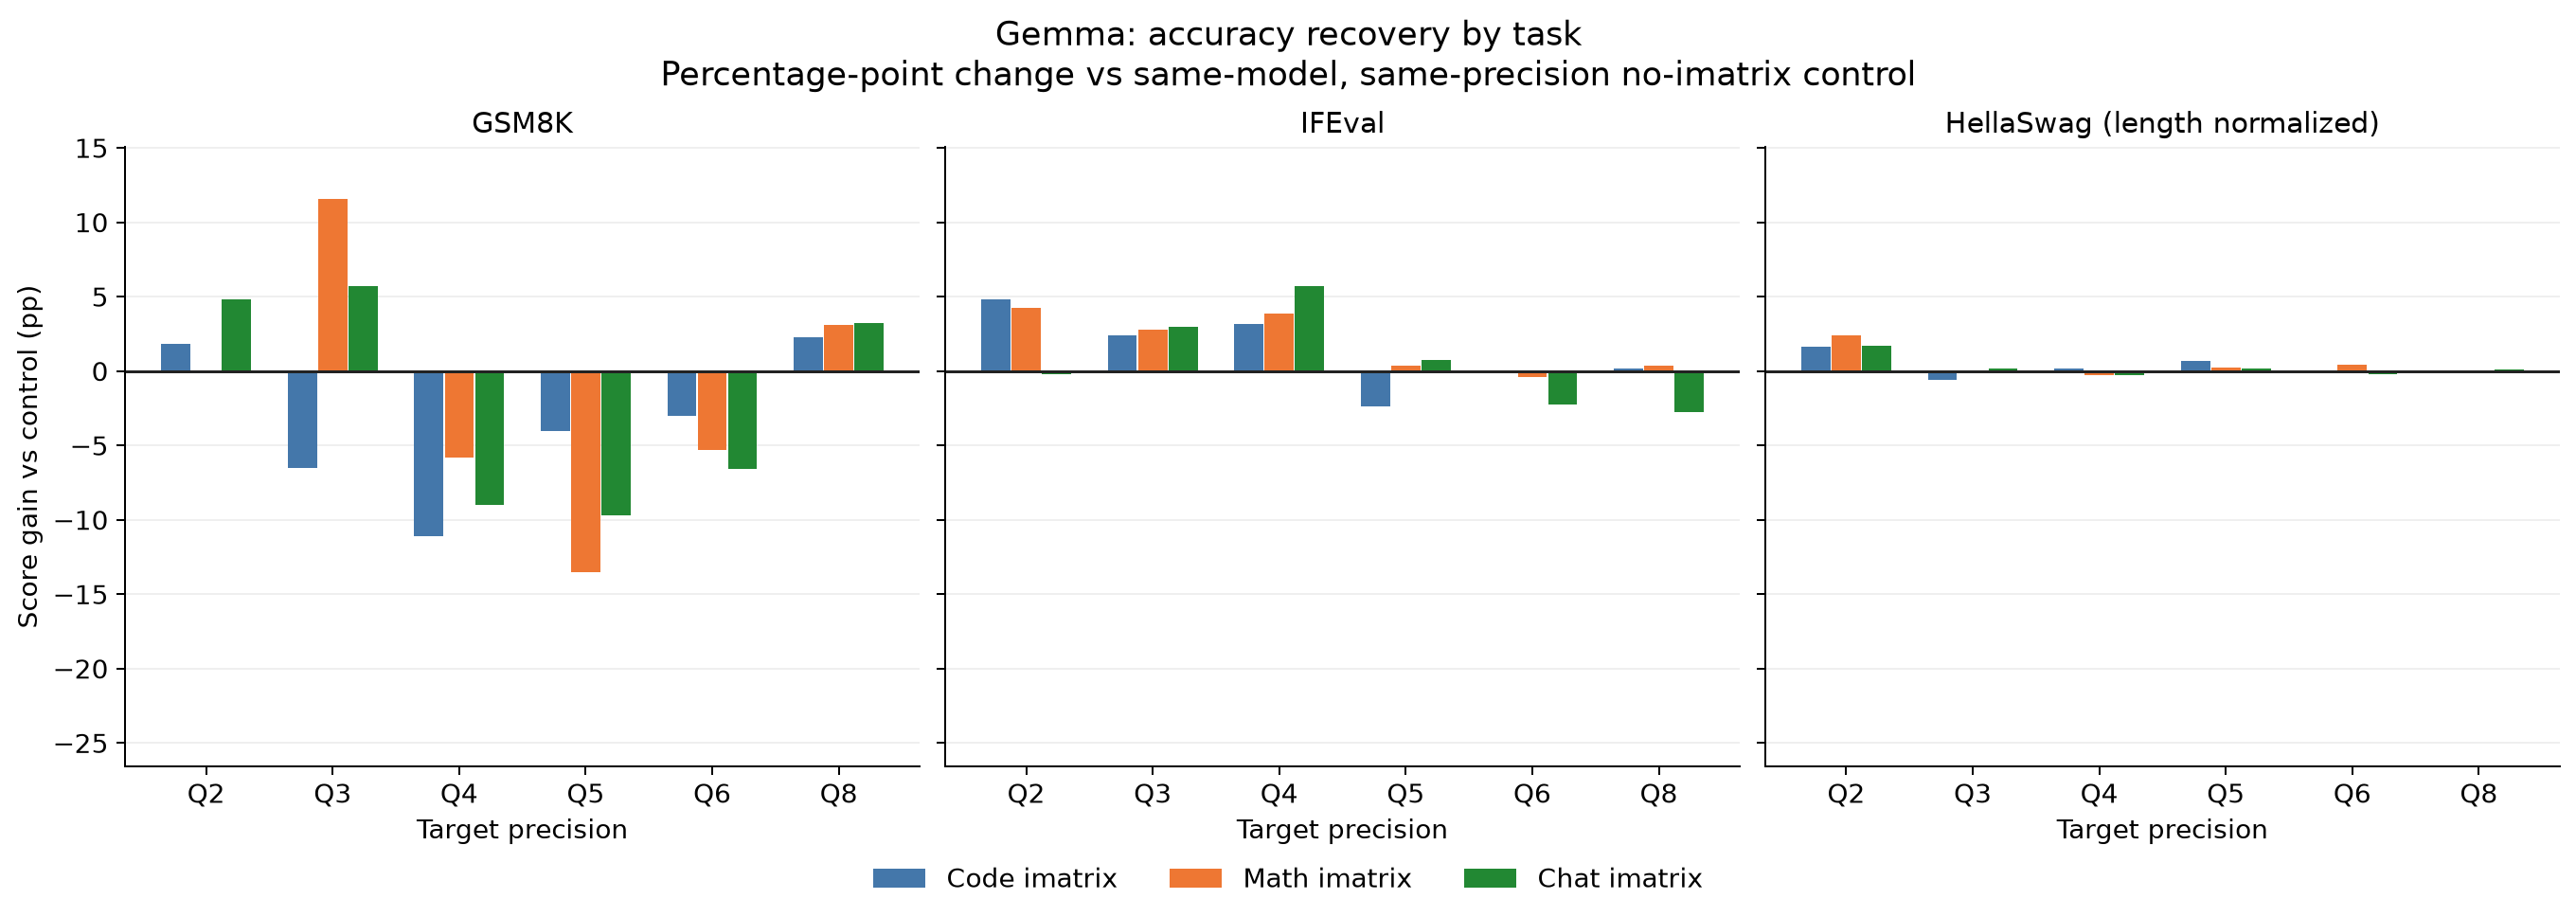 Gemma: accuracy recovery by task
Percentage-point change vs same-model, same-precision no-imatrix control
GSM8K
IFEval
HellaSwag (length normalized)
Score gain vs control (pp)
15
10
5
0
−5
−10
−15
−20
−25
Q2 Q3 Q4 Q5 Q6 Q8
Q2 Q3 Q4 Q5 Q6 Q8
Q2 Q3 Q4 Q5 Q6 Q8
Target precision
Target precision
Target precision
Code imatrix
Math imatrix
Chat imatrix